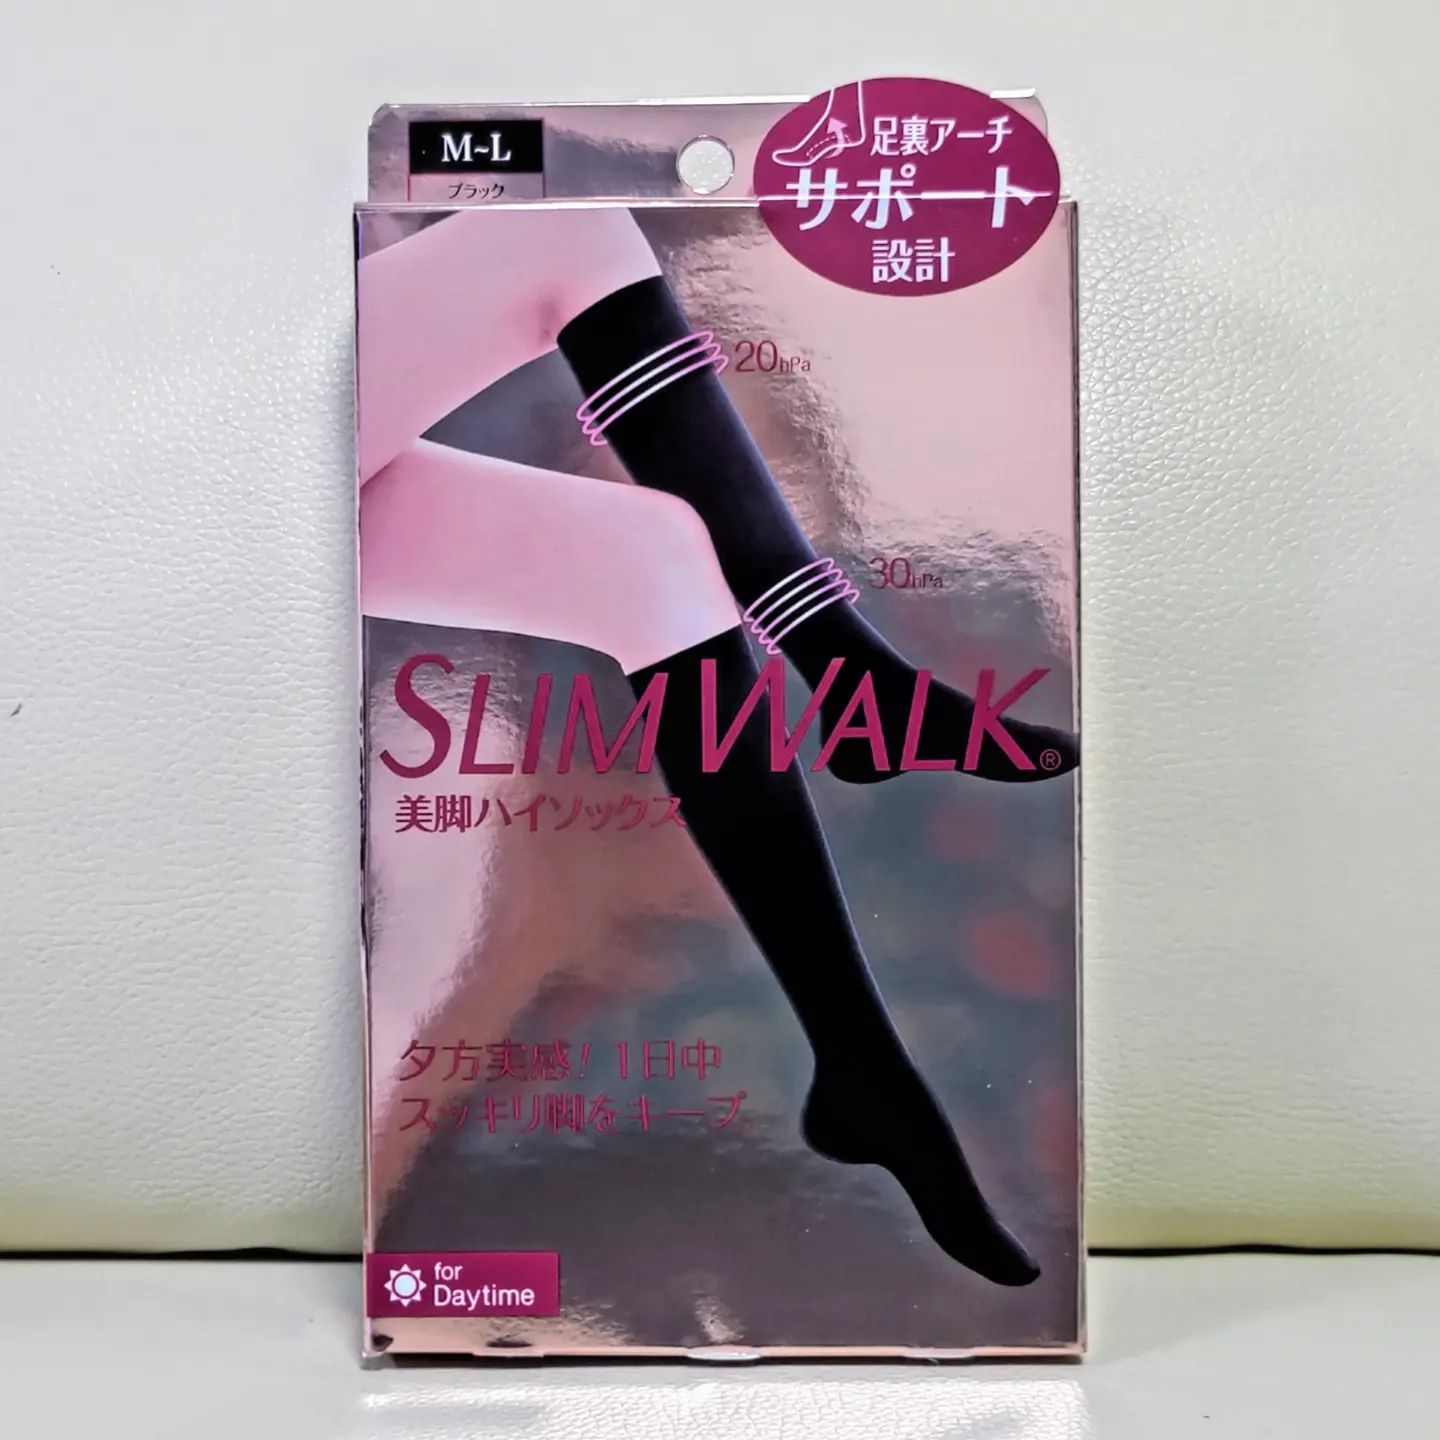 M~L
ブラック
足裏アーチ
サポート
設計
20hPa
30hPa
SLIM WALK®
美脚ハイソックス
夕方実感!1日中
スッキリ脚をキープ。
for
Daytime